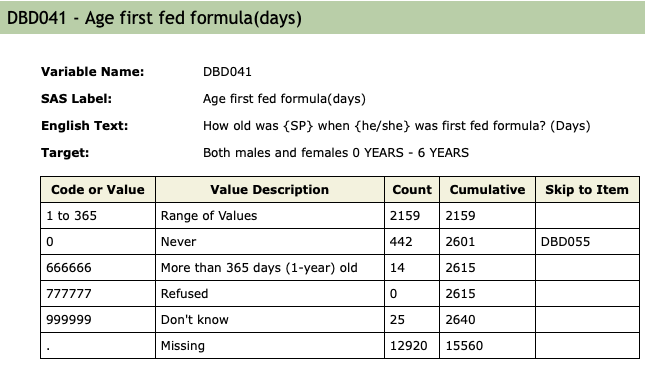 DBD041 - Age first fed formula(days)
Variable Name: DBD041
SAS Label: Age first fed formula(days)
English Text: How old was {SP} when {he/she} was first fed formula? (Days)
Target: Both males and females 0 YEARS - 6 YEARS
Code or Value Value Description Count Cumulative Skip to Item
1 to 365 Range of Values 2159 2159
0 Never 442 2601 DBD055
666666 More than 365 days (1-year) old 14 2615
777777 Refused 0 2615
999999 Don't know 25 2640
. Missing 12920 15560